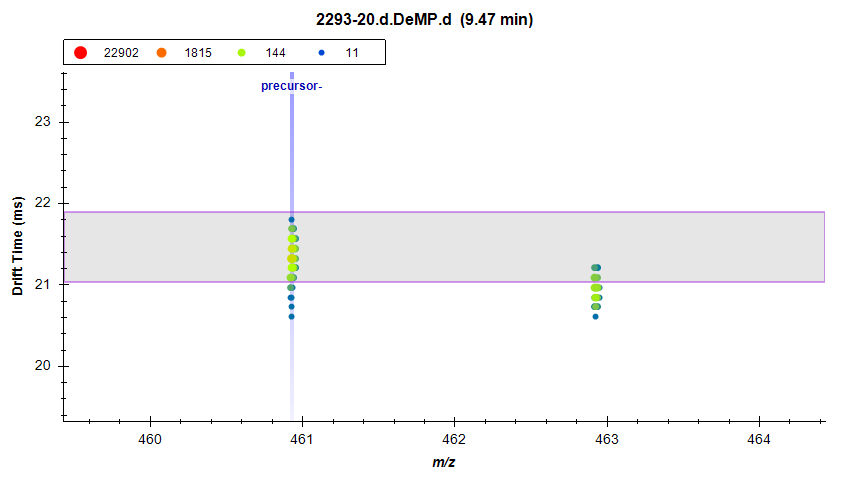 2293-20.d.DeMP.d (9.47 min)
22902 1815 144 11
precursor-
23
22
21
20
Drift Time (ms)
460 461 462 463 464
m/z